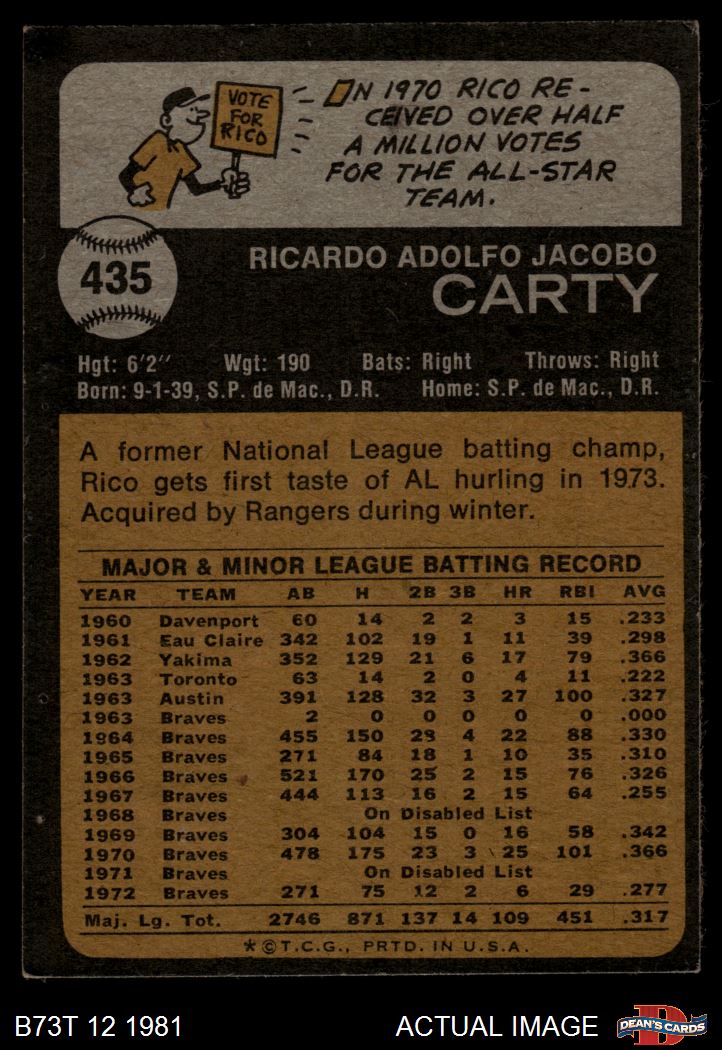 VOTE
FOR
RICO
ON 1970 RICO RE-
CEIVED OVER HALF
A MILLION VOTES
FOR THE ALL-STAR
TEAM.
435
RICARDO ADOLFO JACOBO
CARTY
Hgt: 6'2" Wgt: 190 Bats: Right Throws: Right
Born: 9-1-39, S.P. de Mac., D.R. Home: S.P. de Mac., D.R.
A former National League batting champ,
Rico gets first taste of AL hurling in 1973.
Acquired by Rangers during winter.
MAJOR & MINOR LEAGUE BATTING RECORD
YEAR TEAM AB H 2B 3B HR RBI AVG
1960 Davenport 60 14 2 2 3 15 .233
1961 Eau Claire 342 102 19 1 11 39 .298
1962 Yakima 352 129 21 6 17 79 .366
1963 Toronto 63 14 2 0 4 11 .222
1963 Austin 391 128 32 3 27 100 .327
1963 Braves 2 0 0 0 0 0 .000
1964 Braves 455 150 28 4 22 88 .330
1965 Braves 271 84 18 1 10 35 .310
1966 Braves 521 170 25 2 15 76 .326
1967 Braves 444 113 16 2 15 64 .255
1968 Braves On Disabled List
1969 Braves 304 104 15 0 16 58 .342
1970 Braves 478 175 23 3 25 101 .366
1971 Braves On Disabled List
1972 Braves 271 75 12 2 6 29 .277
Maj. Lg. Tot. 2746 871 137 14 109 451 .317
*©T.C.G., PRTD. IN U.S.A.
B73T 12 1981 ACTUAL IMAGE D DEAN'S CARDS